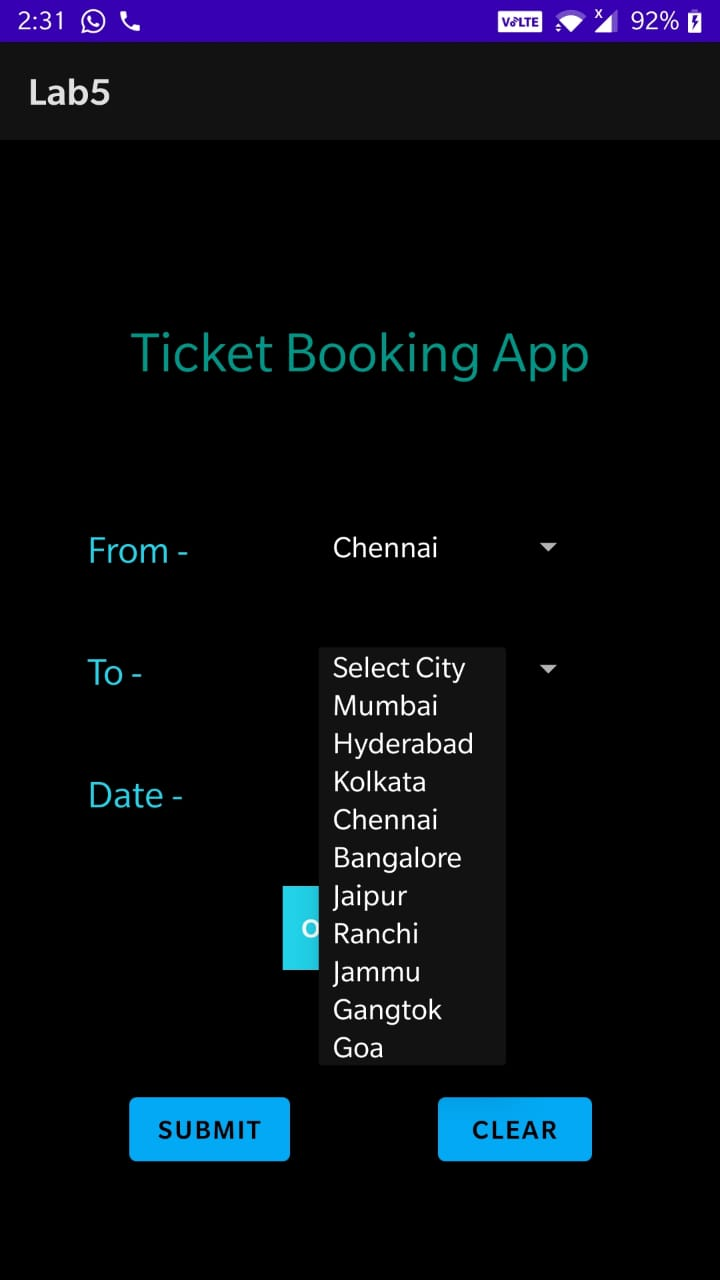 2:31 VoLTE X 92%
Lab5
Ticket Booking App
From - Chennai
To - Select City
Mumbai
Hyderabad
Date -
Kolkata
Chennai
Bangalore
Jaipur
O
Ranchi
Jammu
Gangtok
Goa
SUBMIT CLEAR